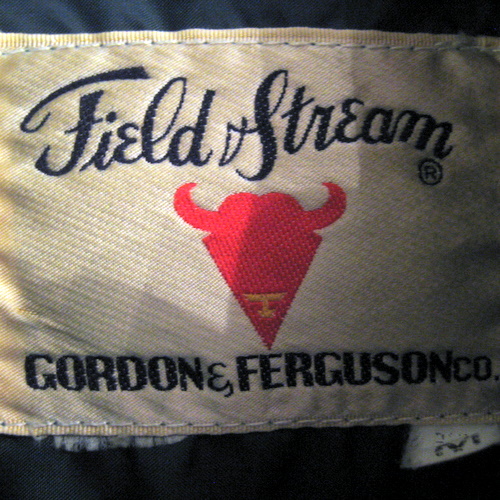 Field & Stream ®
GORDON & FERGUSON CO.